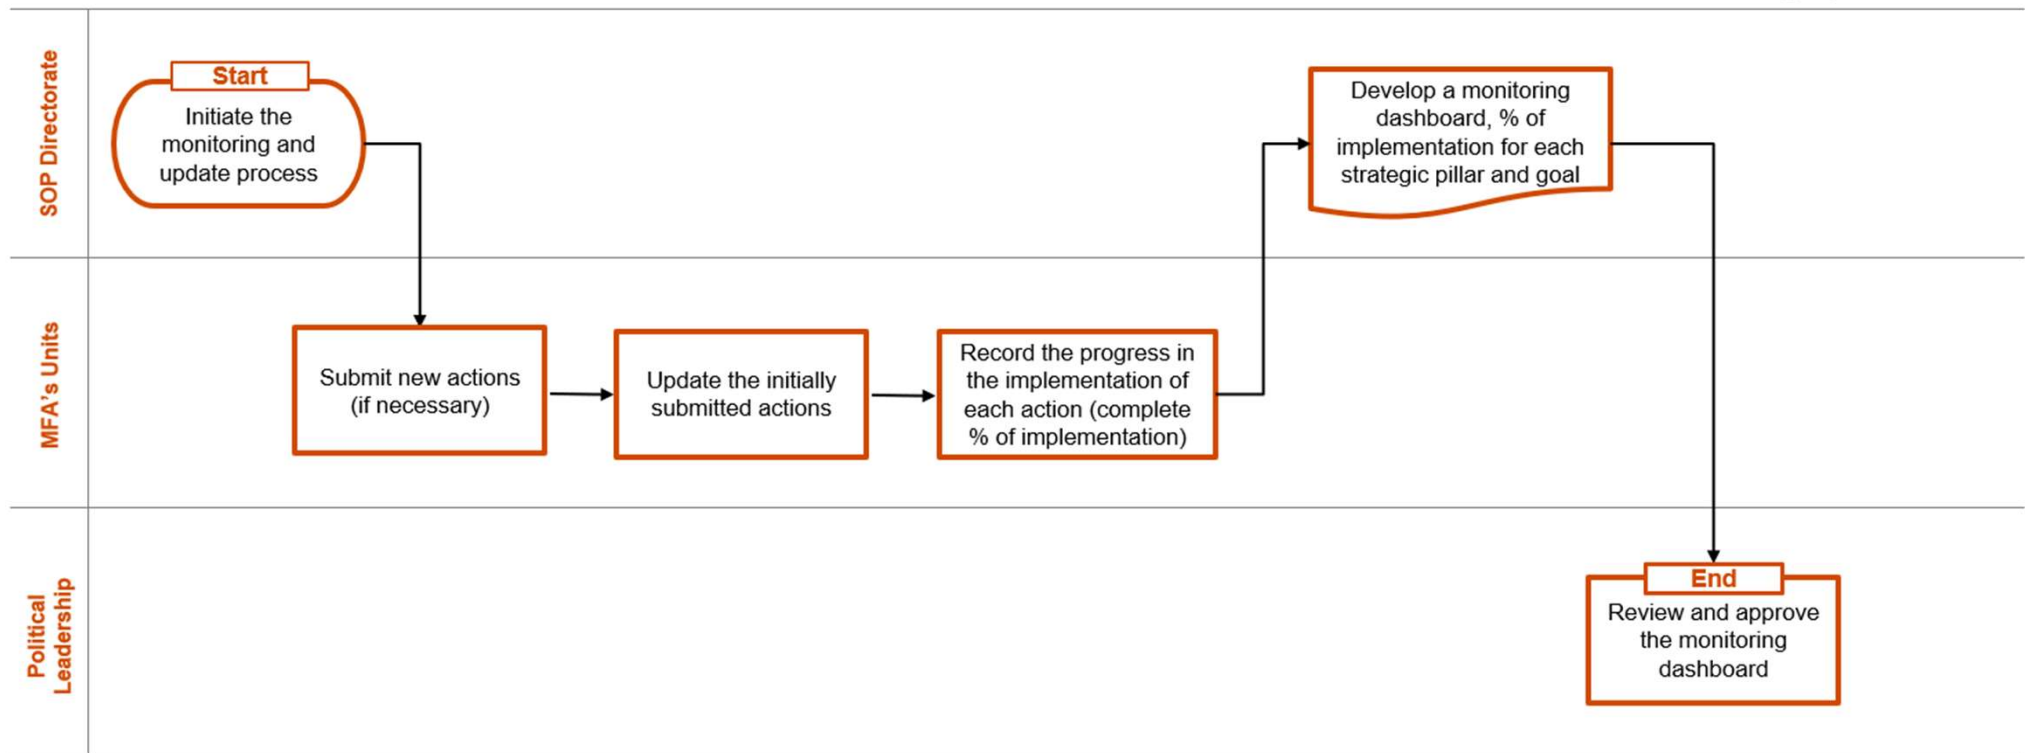 SOP Directorate
Start
Initiate the
monitoring and
update process
Develop a monitoring
dashboard, % of
implementation for each
strategic pillar and goal
MFA's Units
Submit new actions
(if necessary)
Update the initially
submitted actions
Record the progress in
the implementation of
each action (complete
% of implementation)
Political
Leadership
End
Review and approve
the monitoring
dashboard